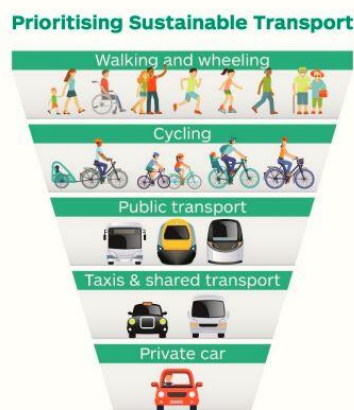 Prioritising Sustainable Transport
Walking and wheeling
Cycling
Public transport
Taxis & shared transport
Private car